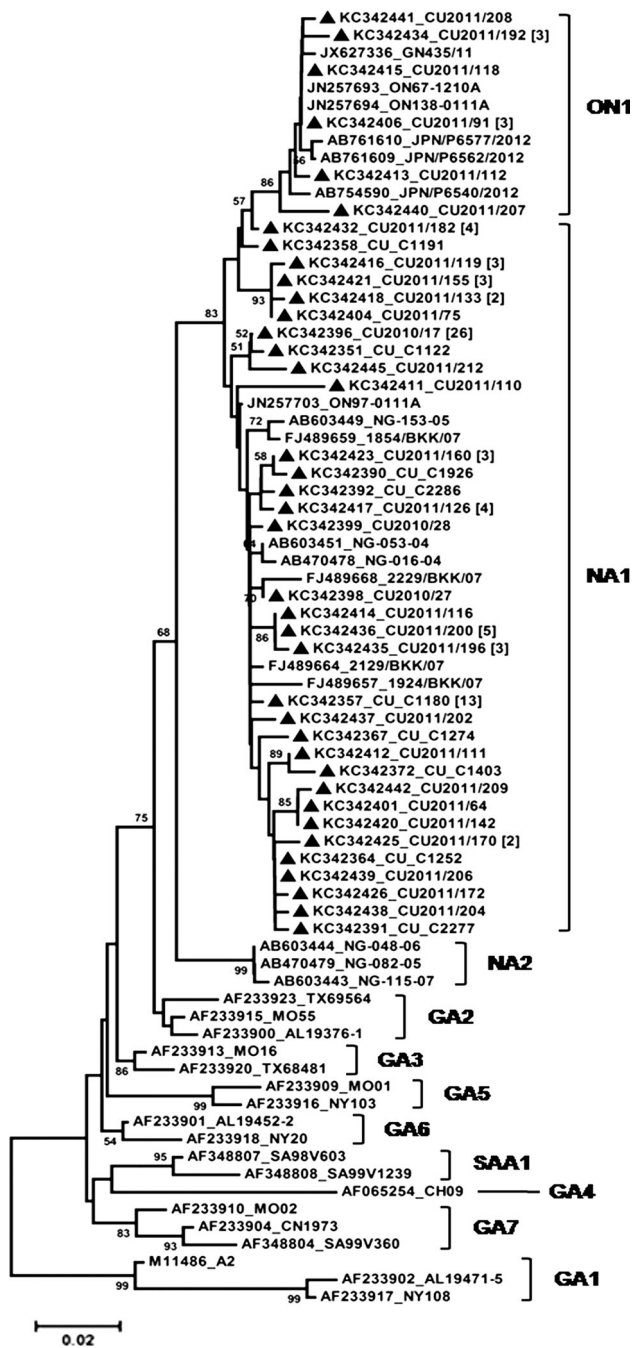 KC342441_CU2011/208
KC342434_CU2011/192 [3]
JX627336_GN435/11
KC342415_CU2011/118
JN257693_ON67-1210A
JN257694_ON138-0111A
ON1
KC342406_CU2011/91 [3]
AB761610_JPN/P6577/2012
66
AB761609_JPN/P6562/2012
KC342413_CU2011/112
86
AB754590_JPN/P6540/2012
57
KC342440_CU2011/207
KC342432_CU2011/182 [4]
KC342358_CU_C1191
KC342416_CU2011/119 [3]
KC342421_CU2011/155 [3]
93
KC342418_CU2011/133 [2]
83
KC342404_CU2011/75
52
KC342396_CU2010/17 [26]
51
KC342351_CU_C1122
KC342445_CU2011/212
KC342411_CU2011/110
JN257703_ON97-0111A
72
AB603449_NG-153-05
FJ489659_1854/BKK/07
58
KC342423_CU2011/160 [3]
KC342390_CU_C1926
KC342392_CU_C2286
KC342417_CU2011/126 [4]
KC342399_CU2010/28
AB603451_NG-053-04
AB470478_NG-016-04
NA1
FJ489668_2229/BKK/07
70
KC342398_CU2010/27
KC342414_CU2011/116
86
KC342436_CU2011/200 [5]
68
KC342435_CU2011/196 [3]
FJ489664_2129/BKK/07
FJ489657_1924/BKK/07
KC342357_CU_C1180 [13]
KC342437_CU2011/202
KC342367_CU_C1274
89
KC342412_CU2011/111
KC342372_CU_C1403
KC342442_CU2011/209
85
KC342401_CU2011/64
75
KC342420_CU2011/142
KC342425_CU2011/170 [2]
KC342364_CU_C1252
KC342439_CU2011/206
KC342426_CU2011/172
KC342438_CU2011/204
KC342391_CU_C2277
AB603444_NG-048-06
99
AB470479_NG-082-05
NA2
AB603443_NG-115-07
AF233923_TX69564
AF233915_MO55
GA2
AF233900_AL19376-1
AF233913_MO16
GA3
86
AF233920_TX68481
AF233909_MO01
GA5
99
AF233916_NY103
AF233901_AL19452-2
GA6
54
AF233918_NY20
95
AF348807_SA98V603
SAA1
AF348808_SA99V1239
AF065254_CH09
GA4
AF233910_MO02
83
AF233904_CN1973
GA7
93
AF348804_SA99V360
M11486_A2
99
AF233902_AL19471-5
GA1
99
AF233917_NY108
0.02